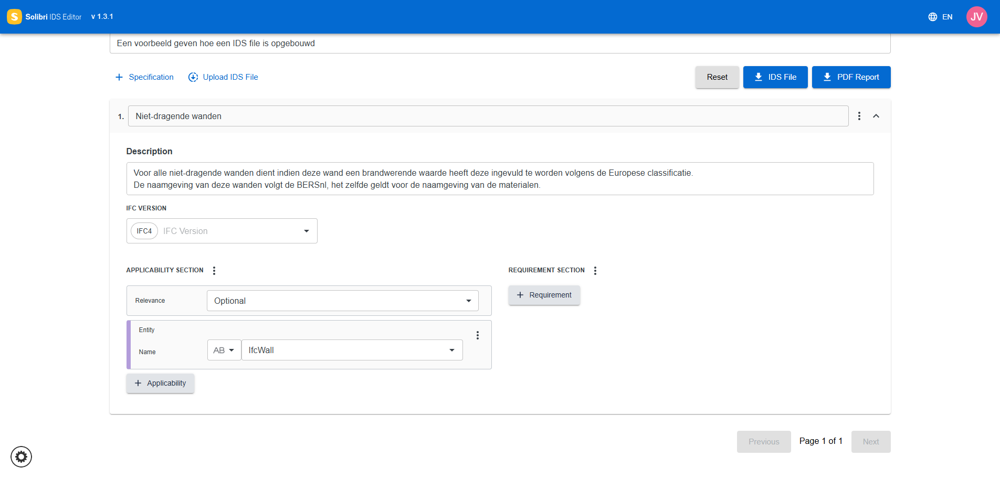 S Solibri IDS Editor v 1.3.1 EN JV
Een voorbeeld geven hoe een IDS file is opgebouwd
Specification Upload IDS File Reset IDS File PDF Report
1. Niet-dragende wanden
Description
Voor alle niet-dragende wanden dient indien deze wand een brandwerende waarde heeft deze ingevuld te worden volgens de Europese classificatie.
De naamgeving van deze wanden volgt de BERSnl, het zelfde geldt voor de naamgeving van de materialen.
IFC VERSION
IFC4 IFC Version
APPLICABILITY SECTION
Relevance Optional
Entity
Name AB IfcWall
+ Applicability
REQUIREMENT SECTION
+ Requirement
Previous Page 1 of 1 Next